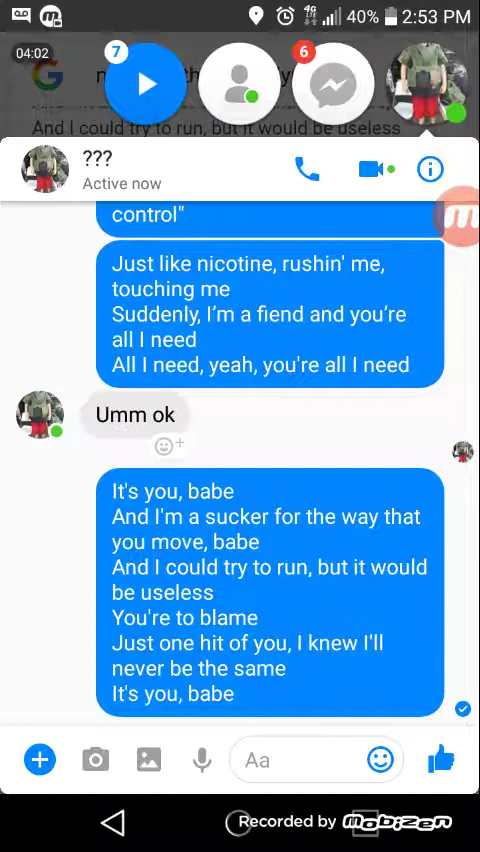 40% 2:53 PM
04:02
7
6
And I could try to run, but it would be useless
???
Active now
control"
Just like nicotine, rushin' me,
touching me
Suddenly, I’m a fiend and you’re
all I need
All I need, yeah, you're all I need
Umm ok
It's you, babe
And I'm a sucker for the way that
you move, babe
And I could try to run, but it would
be useless
You're to blame
Just one hit of you, I knew I'll
never be the same
It's you, babe
Aa
Recorded by Mobizen